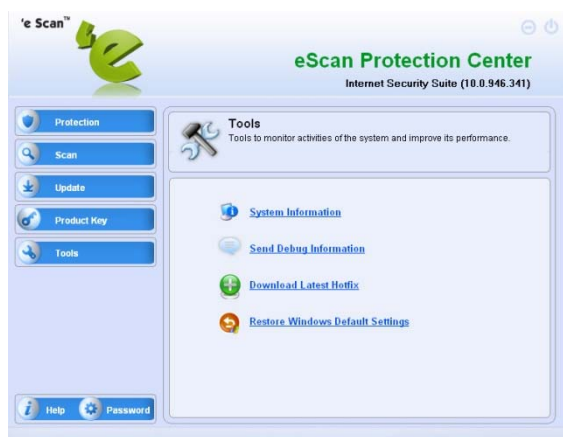 'e Scan™
eScan Protection Center
Internet Security Suite (10.0.946.341)
Protection
Scan
Update
Product Key
Tools
Tools
Tools to monitor activities of the system and improve its performance.
System Information
Send Debug Information
Download Latest Hotfix
Restore Windows Default Settings
Help
Password